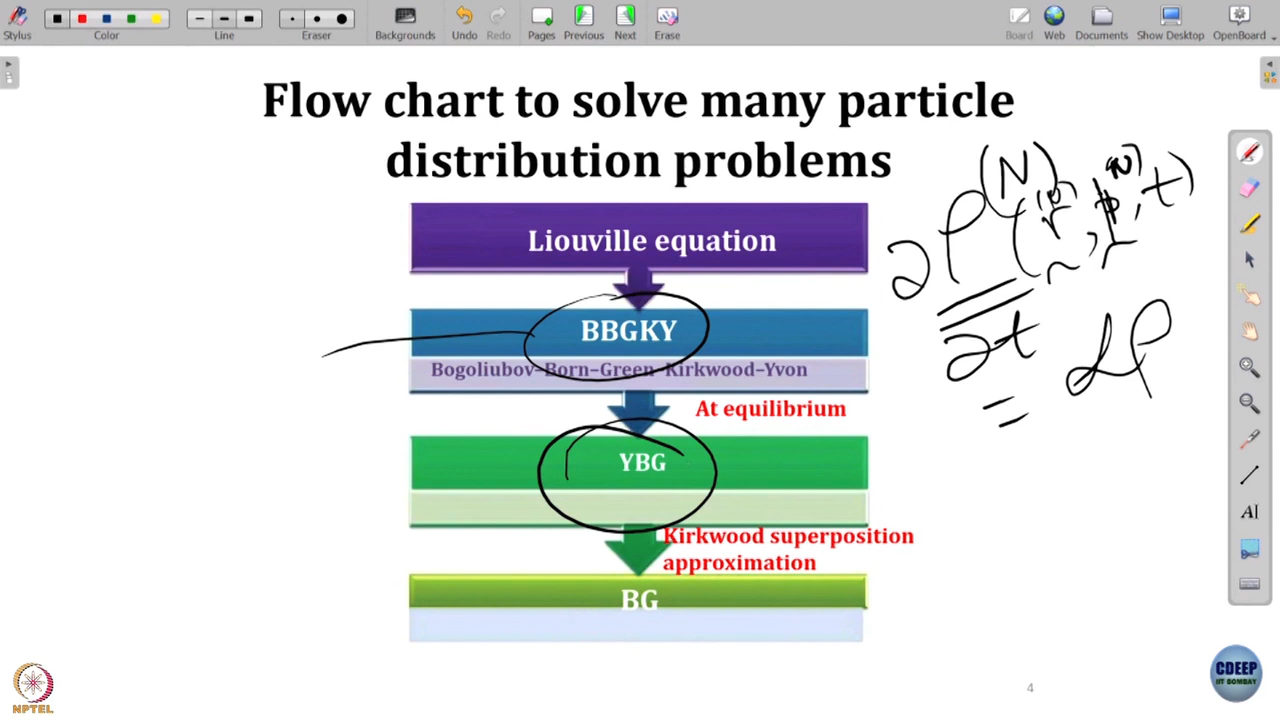 Stylus
Color
Line
Eraser
Backgrounds
Undo
Redo
Pages
Previous
Next
Erase
Board
Web
Documents
Show Desktop
OpenBoard
Flow chart to solve many particle
distribution problems
Liouville equation
BBGKY
Bogoliubov–Born–Green–Kirkwood–Yvon
At equilibrium
YBG
Kirkwood superposition
approximation
BG
∂ρ(N)(r, p, t)
∂t
= ℒρ
4
NPTEL
CDEEP
IIT BOMBAY